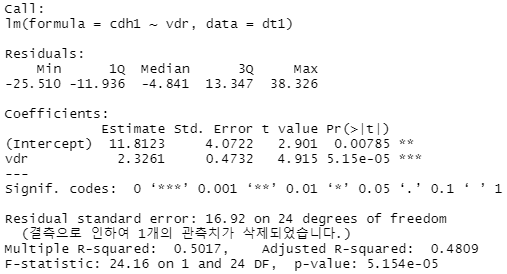 Call:
lm(formula = cdh1 ~ vdr, data = dt1)
Residuals:
Min 1Q Median 3Q Max
-25.510 -11.936 -4.841 13.347 38.326
Coefficients:
Estimate Std. Error t value Pr(>|t|)
(Intercept) 11.8123 4.0722 2.901 0.00785 **
vdr 2.3261 0.4732 4.915 5.15e-05 ***
---
Signif. codes: 0 ‘***’ 0.001 ‘**’ 0.01 ‘*’ 0.05 ‘.’ 0.1 ‘ ’ 1
Residual standard error: 16.92 on 24 degrees of freedom
(결측으로 인하여 1개의 관측치가 삭제되었습니다.)
Multiple R-squared: 0.5017, Adjusted R-squared: 0.4809
F-statistic: 24.16 on 1 and 24 DF, p-value: 5.154e-05